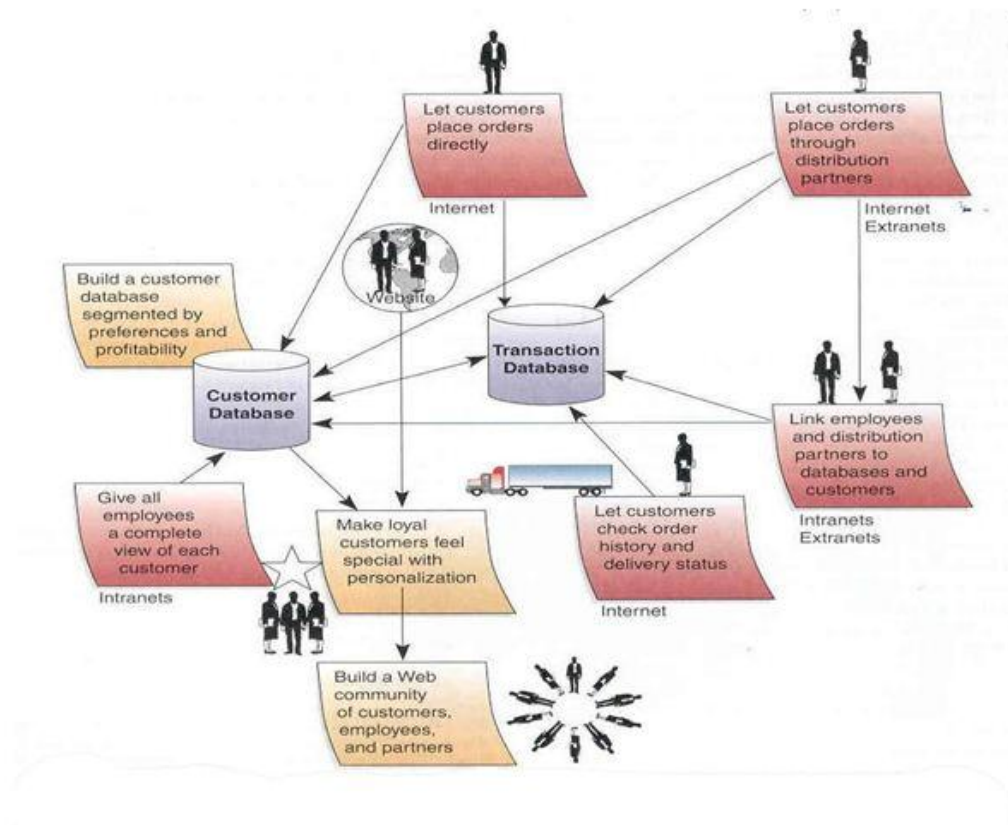 Let customers
place orders
directly
Internet
Let customers
place orders
through
distribution
partners
Internet
Extranets
Website
Build a customer
database
segmented by
preferences and
profitability
Customer
Database
Transaction
Database
Link employees
and distribution
partners to
databases and
customers
Intranets
Extranets
Give all
employees
a complete
view of each
customer
Intranets
Make loyal
customers feel
special with
personalization
Let customers
check order
history and
delivery status
Internet
Build a Web
community
of customers,
employees,
and partners